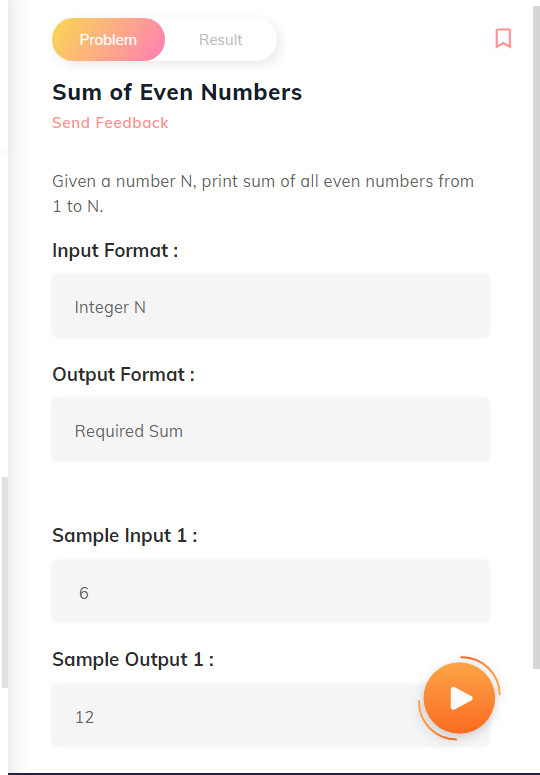 Problem
Result
Sum of Even Numbers
Send Feedback
Given a number N, print sum of all even numbers from
1 to N.
Input Format :
Integer N
Output Format :
Required Sum
Sample Input 1 :
6
Sample Output 1 :
12